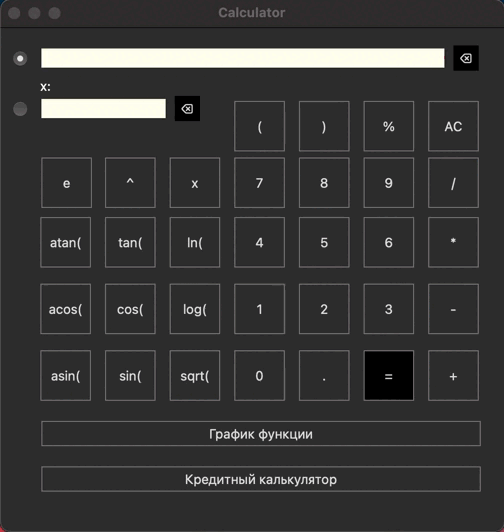 Calculator
x:
( ) % AC
e ^ x 7 8 9 /
atan( tan( ln( 4 5 6 *
acos( cos( log( 1 2 3 -
asin( sin( sqrt( 0 . = +
График функции
Кредитный калькулятор